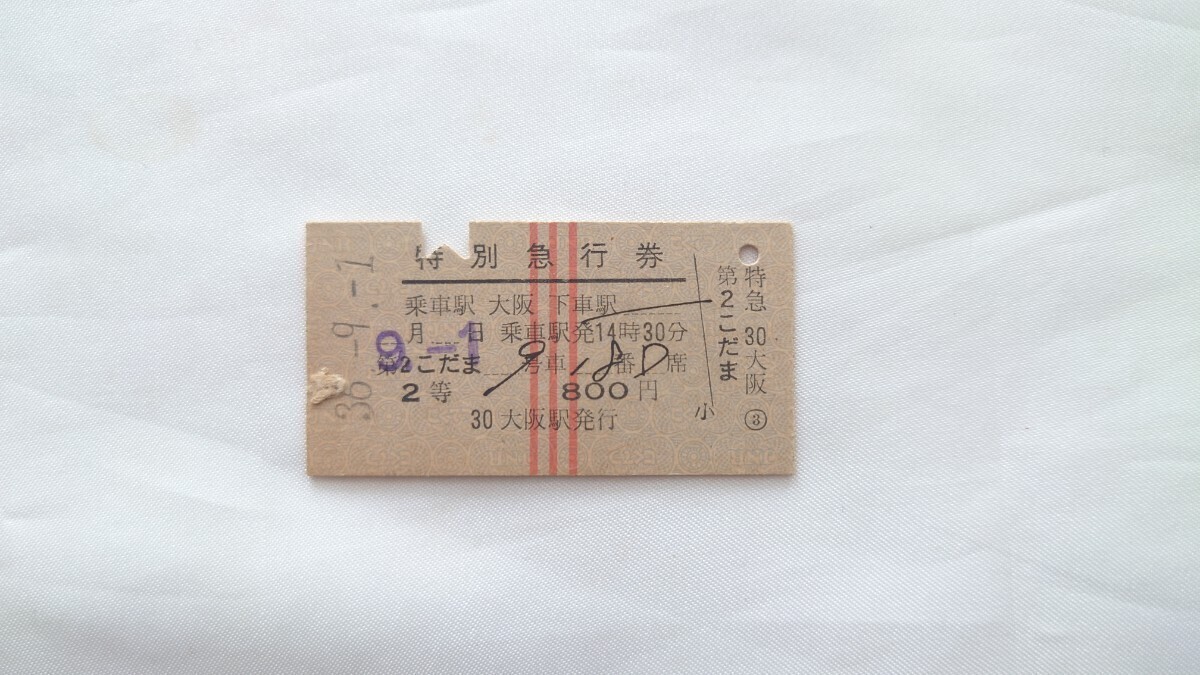 特別急行券
乗車駅 大阪 下車駅
9.-1
月 日 乗車駅発14時30分
第2こだま 9号車 18D番 席
2等 800円
30 大阪駅発行
36.-9.-1
小
特急 30大阪 ③
第2こだま